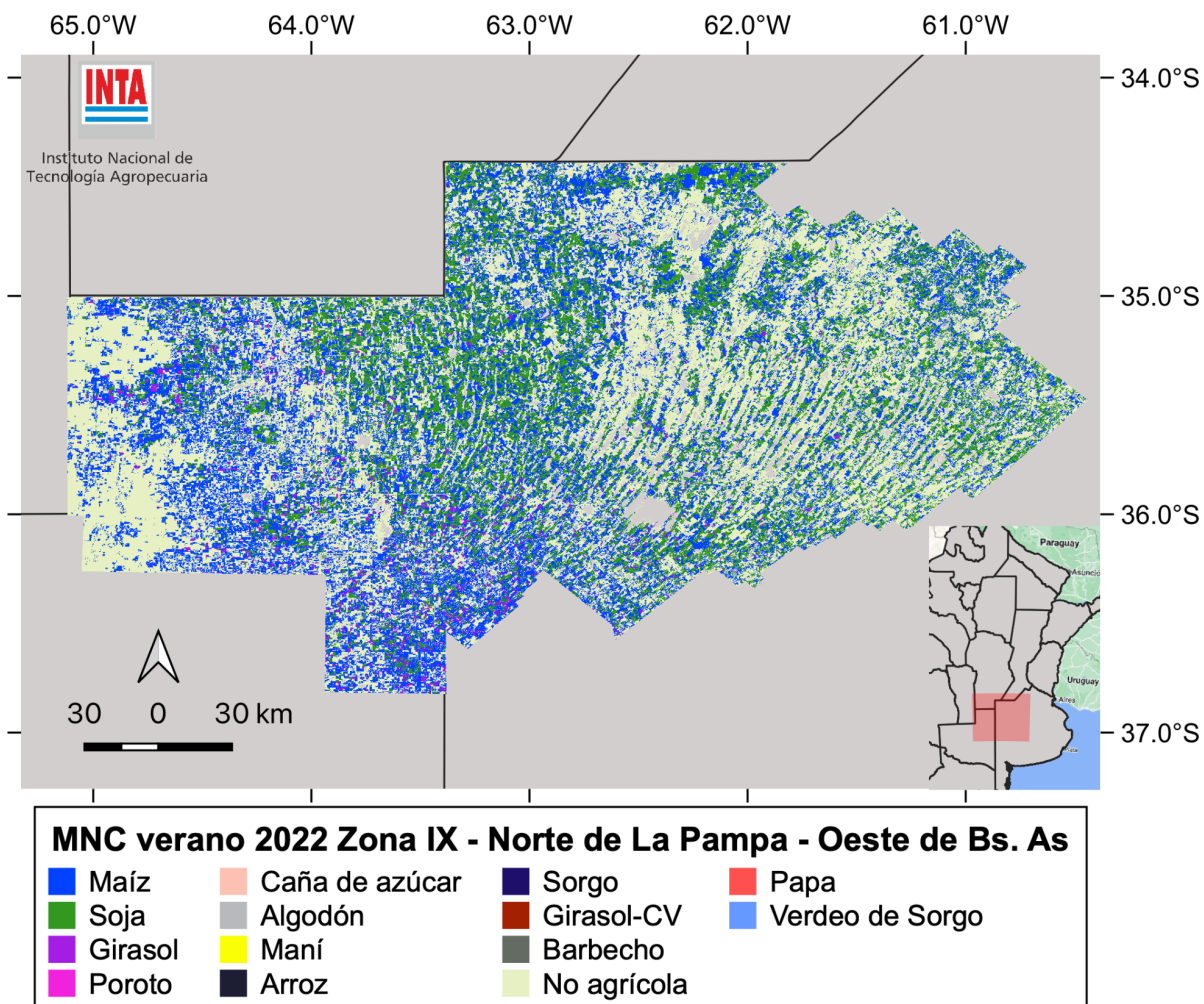 65.0°W 64.0°W 63.0°W 62.0°W 61.0°W
34.0°S
INTA
Instituto Nacional de
Tecnología Agropecuaria
35.0°S
36.0°S
Paraguay
Asuncio
Uruguay
Aires
30 0 30 km
37.0°S
MNC verano 2022 Zona IX - Norte de La Pampa - Oeste de Bs. As
Maíz Caña de azúcar Sorgo Papa
Soja Algodón Girasol-CV Verdeo de Sorgo
Girasol Maní Barbecho
Poroto Arroz No agrícola